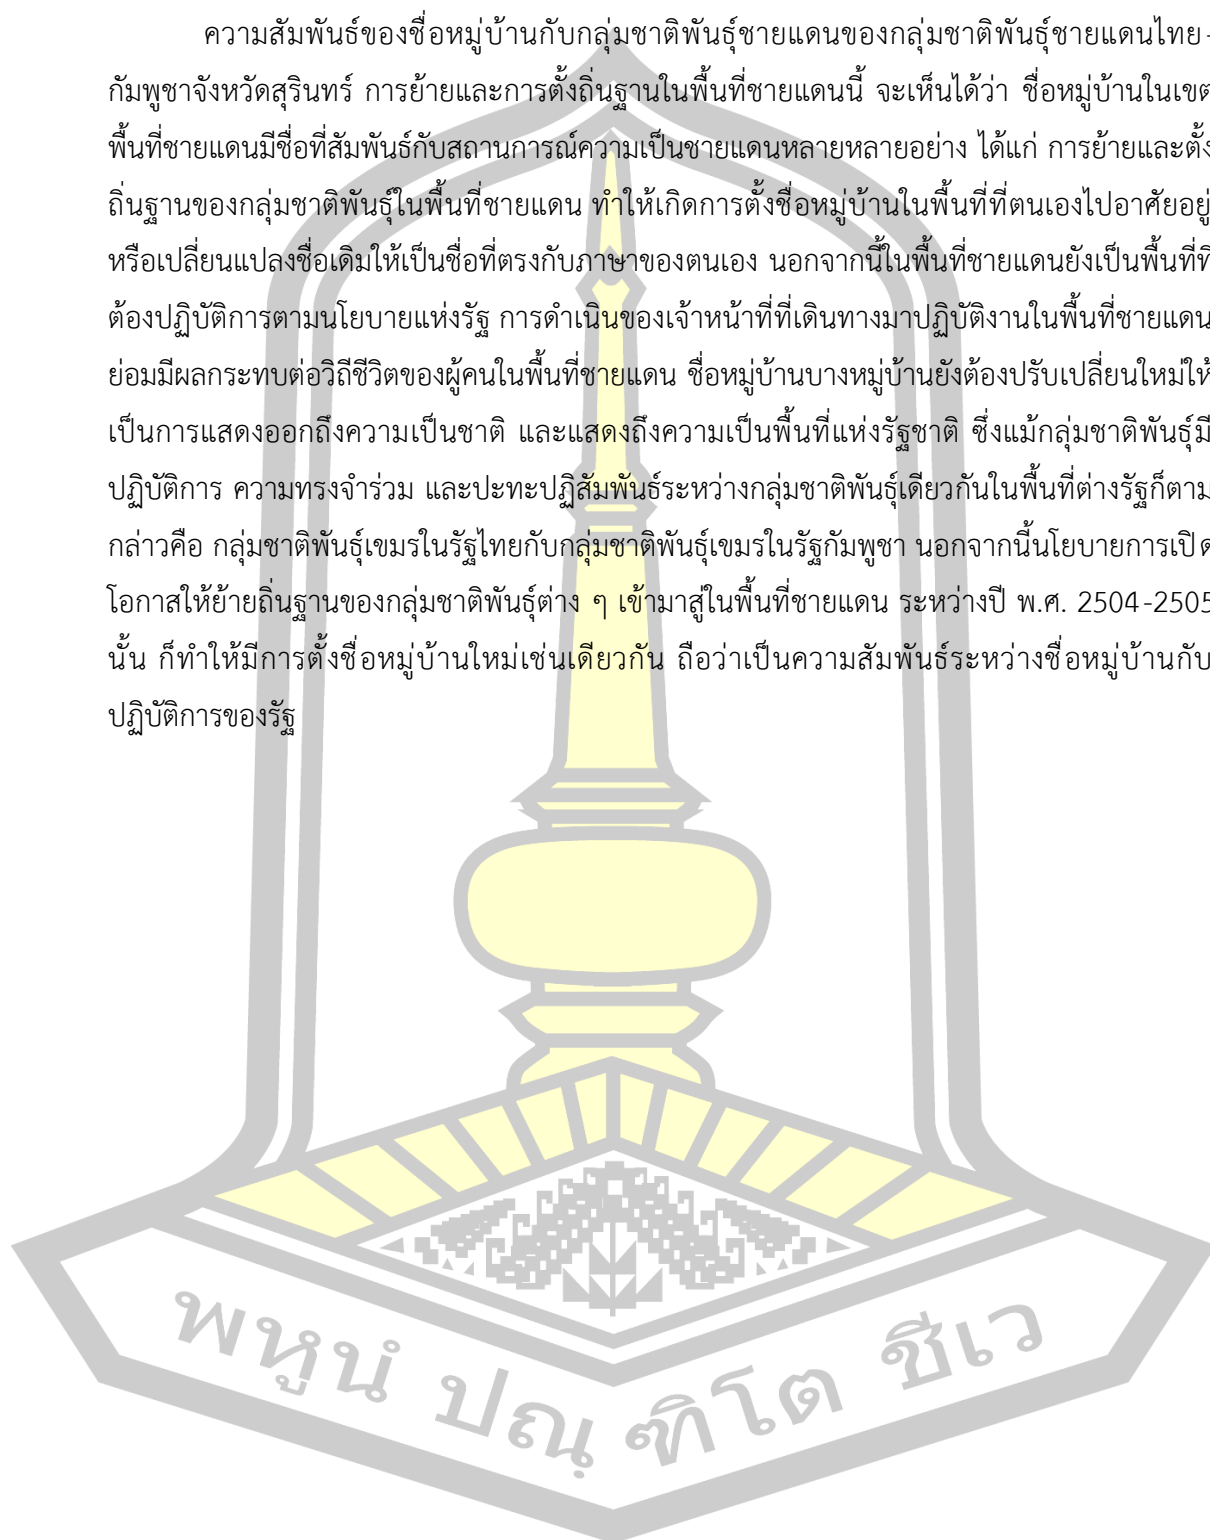 ความสัมพันธ์ของชื่อหมู่บ้านกับกลุ่มชาติพันธุ์ชายแดนของกลุ่มชาติพันธุ์ชายแดนไทย-
กัมพูชาจังหวัดสุรินทร์ การย้ายและการตั้งถิ่นฐานในพื้นที่ชายแดนนี้ จะเห็นได้ว่า ชื่อหมู่บ้านในเขต
พื้นที่ชายแดนมีชื่อที่สัมพันธ์กับสถานการณ์ความเป็นชายแดนหลายหลายอย่าง ได้แก่ การย้ายและตั้ง
ถิ่นฐานของกลุ่มชาติพันธุ์ในพื้นที่ชายแดน ทำให้เกิดการตั้งชื่อหมู่บ้านในพื้นที่ที่ตนเองไปอาศัยอยู่
หรือเปลี่ยนแปลงชื่อเดิมให้เป็นชื่อที่ตรงกับภาษาของตนเอง นอกจากนี้ในพื้นที่ชายแดนยังเป็นพื้นที่ที่
ต้องปฏิบัติการตามนโยบายแห่งรัฐ การดำเนินของเจ้าหน้าที่ที่เดินทางมาปฏิบัติงานในพื้นที่ชายแดน
ย่อมมีผลกระทบต่อวิถีชีวิตของผู้คนในพื้นที่ชายแดน ชื่อหมู่บ้านบางหมู่บ้านยังต้องปรับเปลี่ยนใหม่ให้
เป็นการแสดงออกถึงความเป็นชาติ และแสดงถึงความเป็นพื้นที่แห่งรัฐชาติ ซึ่งแม้กลุ่มชาติพันธุ์มี
ปฏิบัติการ ความทรงจำร่วม และปะทะปฏิสัมพันธ์ระหว่างกลุ่มชาติพันธุ์เดียวกันในพื้นที่ต่างรัฐก็ตาม
กล่าวคือ กลุ่มชาติพันธุ์เขมรในรัฐไทยกับกลุ่มชาติพันธุ์เขมรในรัฐกัมพูชา นอกจากนี้นโยบายการเปิด
โอกาสให้ย้ายถิ่นฐานของกลุ่มชาติพันธุ์ต่าง ๆ เข้ามาสู่ในพื้นที่ชายแดน ระหว่างปี พ.ศ. 2504-2505
นั้น ก็ทำให้มีการตั้งชื่อหมู่บ้านใหม่เช่นเดียวกัน ถือว่าเป็นความสัมพันธ์ระหว่างชื่อหมู่บ้านกับ
ปฏิบัติการของรัฐ
พหูนํ ปณฺฑิโต ชีเว